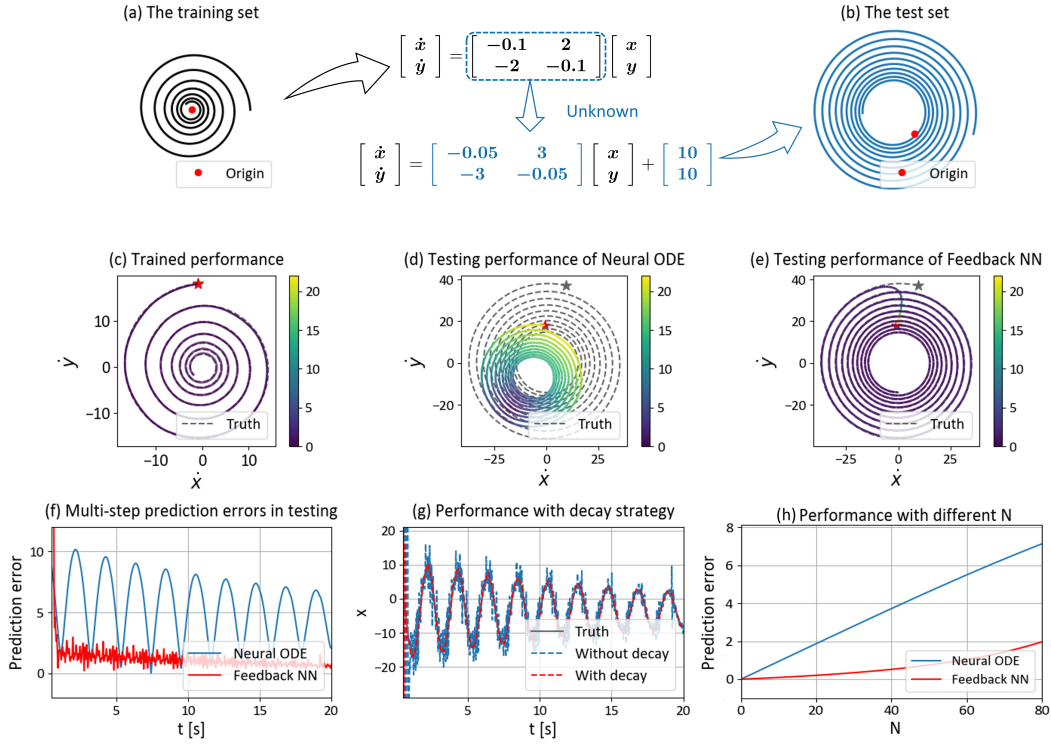 (a) The training set
(b) The test set
ẋ
ẏ
=
−0.1 2
−2 −0.1
x
y
Unknown
ẋ
ẏ
=
−0.05 3
−3 −0.05
x
y
+
10
10
Origin
Origin
(c) Trained performance
(d) Testing performance of Neural ODE
(e) Testing performance of Feedback NN
ẏ
10
0
−10
−10 0 10
ẋ
Truth
20
15
10
5
0
ẏ
40
20
0
−20
−25 0 25
ẋ
Truth
20
15
10
5
0
ẏ
40
20
0
−20
−25 0 25
ẋ
Truth
20
15
10
5
0
(f) Multi-step prediction errors in testing
(g) Performance with decay strategy
(h) Performance with different N
Prediction error
10
5
0
5 10 15 20
t [s]
Neural ODE
Feedback NN
x
20
10
0
−10
−20
5 10 15 20
t [s]
Truth
Without decay
With decay
Prediction error
8
6
4
2
0
0 20 40 60 80
N
Neural ODE
Feedback NN